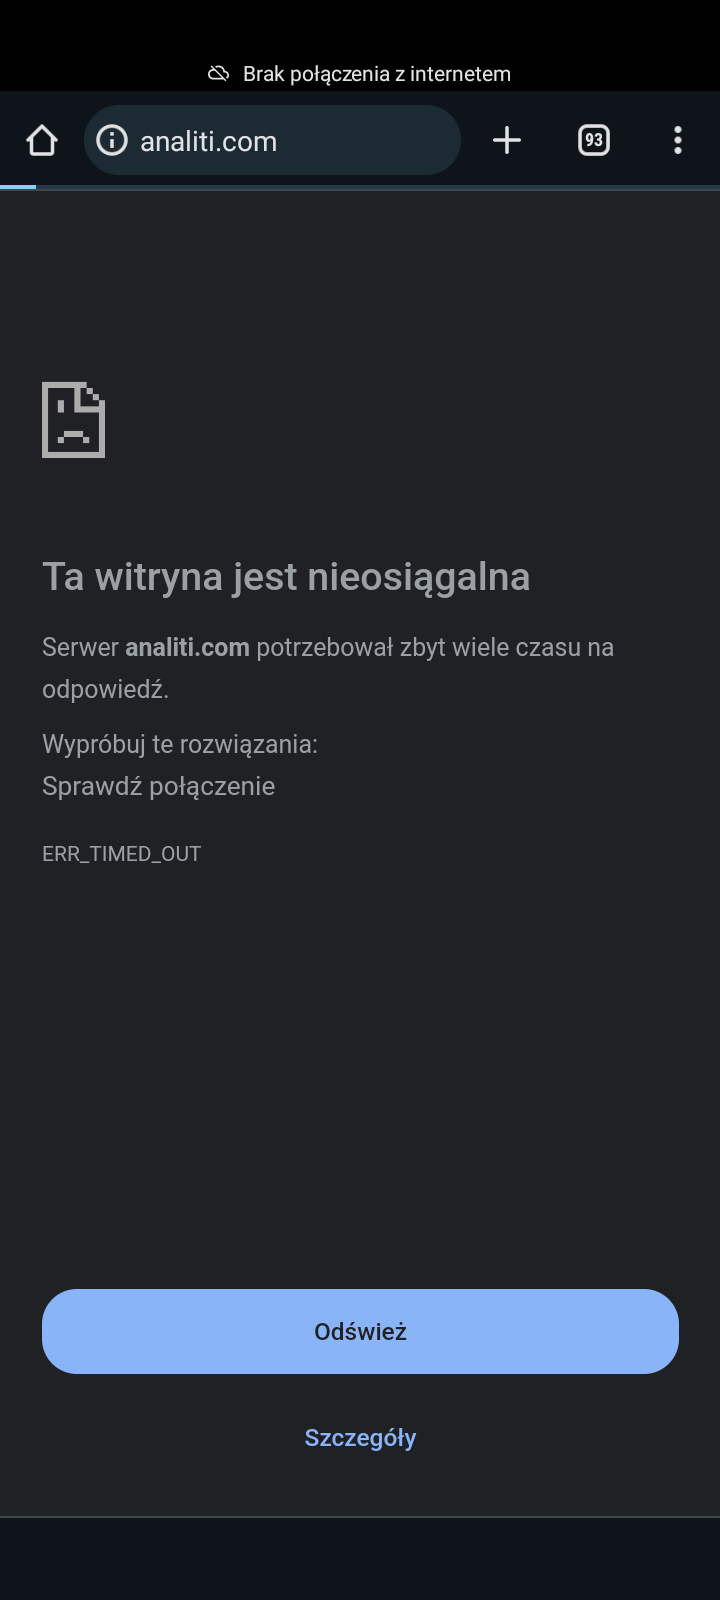 Brak połączenia z internetem
analiti.com
93
Ta witryna jest nieosiągalna
Serwer analiti.com potrzebował zbyt wiele czasu na
odpowiedź.
Wypróbuj te rozwiązania:
Sprawdź połączenie
ERR_TIMED_OUT
Odśwież
Szczegóły